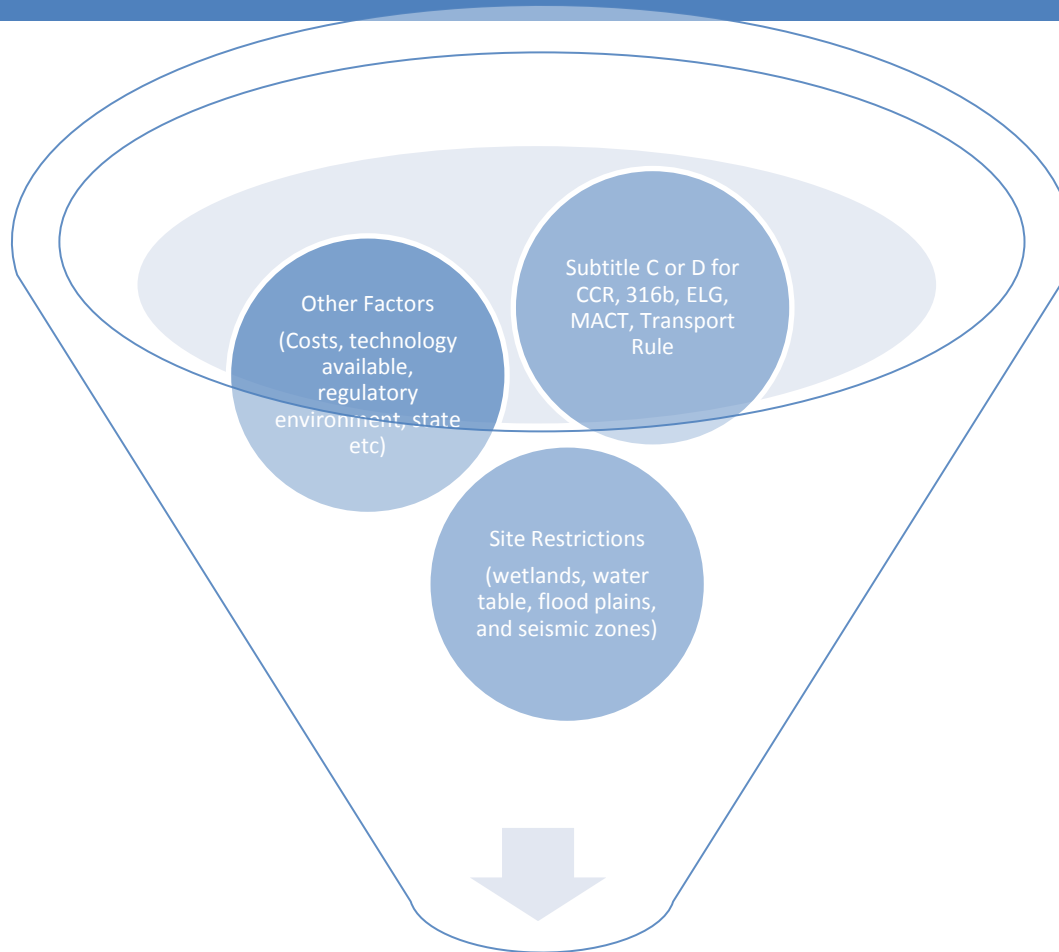 Subtitle C or D for
CCR, 316b, ELG,
MACT, Transport
Rule
Other Factors
(Costs, technology
available,
regulatory
environment, state
etc)
Site Restrictions
(wetlands, water
table, flood plains,
and seismic zones)